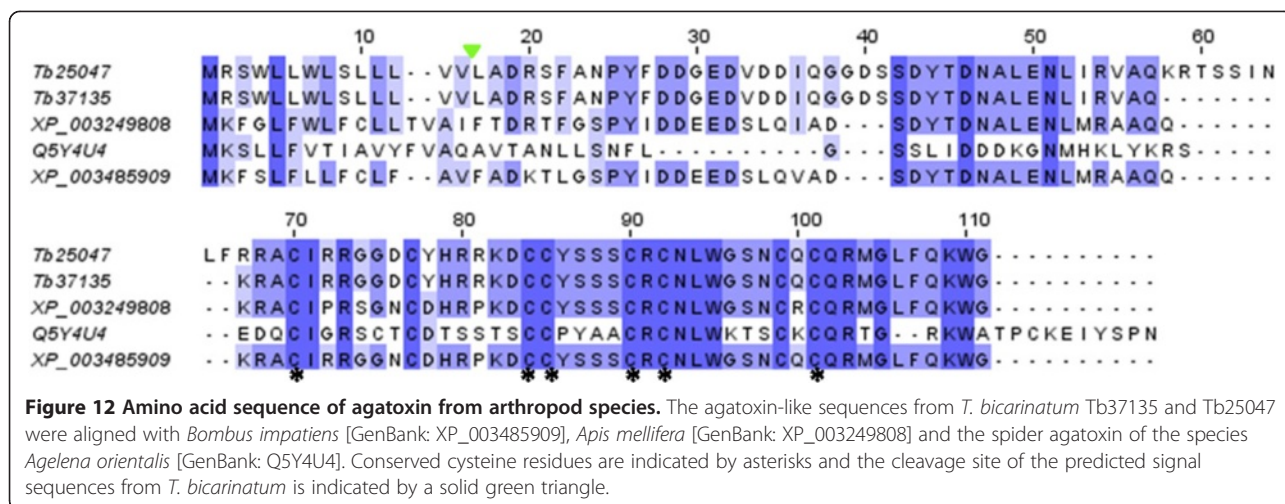 10 20 30 40 50 60
Tb25047 MRSWLLWLSLLL--VVLADRSFANPYFDDGEDVDDIQGGDSSDYTDNALENLIRVAQKRTSSIN
Tb37135 MRSWLLWLSLLL--VVLADRSFANPYFDDGEDVDDIQGGDSSDYTDNALENLIRVAQ-------
XP_003249808 MKFGLFWLFCLLTVAIFTDRTFGSPYIDDEEDSLQIAD---SDYTDNALENLMRAAQQ------
Q5Y4U4 MKSLLFVTIAVYFVAQAVTANLLSNFL----------G---SSLIDDDKGNMHKLYKRS-----
XP_003485909 MKFSLFLLFCLF--AVFADKTLGSPYIDDEEDSLQVAD---SDYTDNALENLMRAAQQ------
70 80 90 100 110
Tb25047 LFRRACIRRGGDCYHRRKDCCYSSSCRCNLWGSNCQCQRMGLFQKWG----------
Tb37135 --KRACIRRGGDCYHRRKDCCYSSSCRCNLWGSNCQCQRMGLFQKWG----------
XP_003249808 --KRACIPRSGNCDHRPKDCCYSSSCRCNLWGSNCRCQRMGLFQKWG----------
Q5Y4U4 --EDQCIGRSCTCDTSSTSCCPYAACRCNLWKTSCKCQRTG--RKWATPCKEIYSPN
XP_003485909 --KRACIRRGGNCDHRPKDCCYSSSCRCNLWGSNCQCQRMGLFQKWG----------
* * * * * *
Figure 12 Amino acid sequence of agatoxin from arthropod species. The agatoxin-like sequences from T. bicarinatum Tb37135 and Tb25047
were aligned with Bombus impatiens [GenBank: XP_003485909], Apis mellifera [GenBank: XP_003249808] and the spider agatoxin of the species
Agelena orientalis [GenBank: Q5Y4U4]. Conserved cysteine residues are indicated by asterisks and the cleavage site of the predicted signal
sequences from T. bicarinatum is indicated by a solid green triangle.